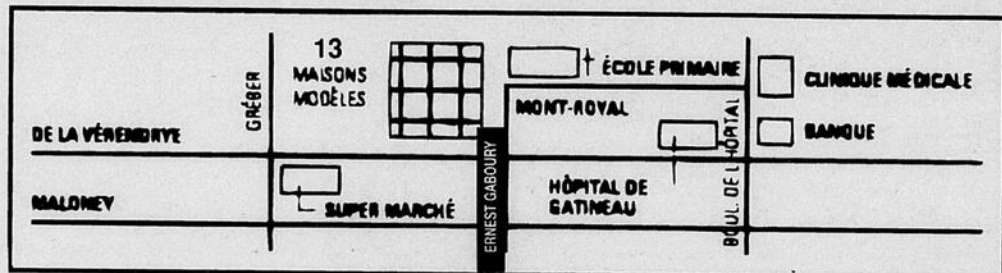 13
MAISONS
MODÈLES
GRÉBER
DE LA VÉRENDRYE
MALONEY
SUPER MARCHÉ
ERNEST GABOURY
ÉCOLE PRIMAIRE
MONT-ROYAL
HÔPITAL DE
GATINEAU
BOUL. DE L'HÔPITAL
CLINIQUE MÉDICALE
BANQUE